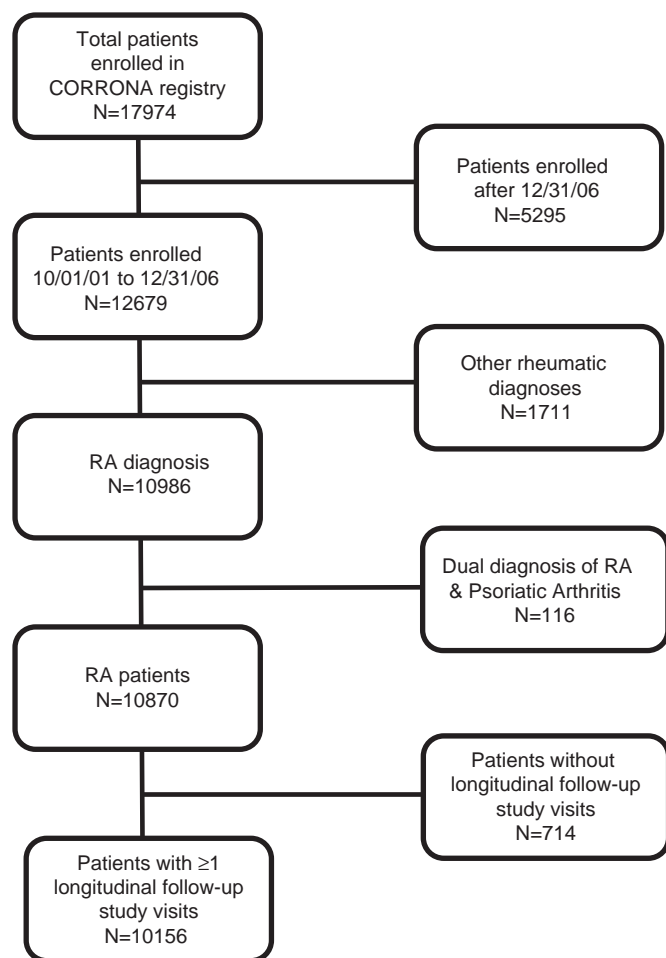 Total patients
enrolled in
CORRONA registry
N=17974
Patients enrolled
after 12/31/06
N=5295
Patients enrolled
10/01/01 to 12/31/06
N=12679
Other rheumatic
diagnoses
N=1711
RA diagnosis
N=10986
Dual diagnosis of RA
& Psoriatic Arthritis
N=116
RA patients
N=10870
Patients without
longitudinal follow-up
study visits
N=714
Patients with ≥1
longitudinal follow-up
study visits
N=10156